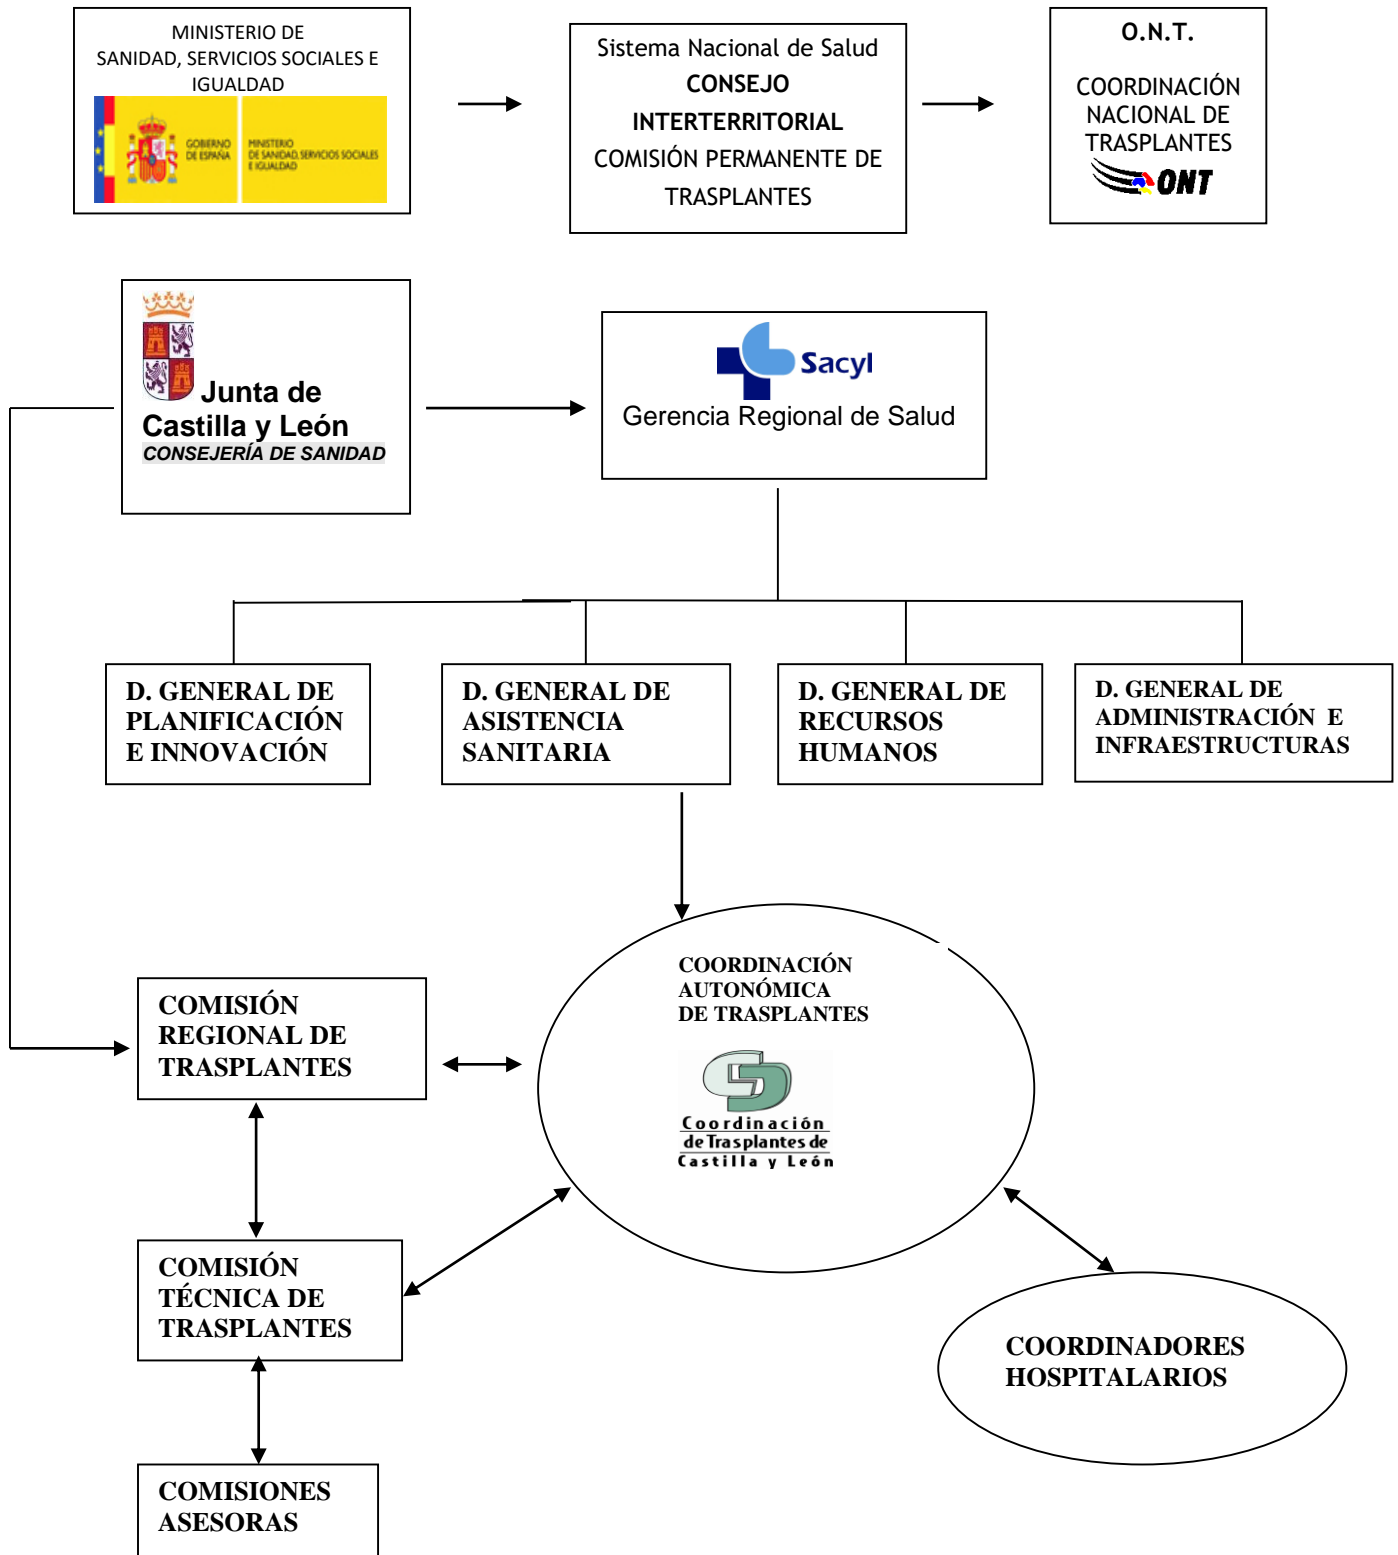 MINISTERIO DE
SANIDAD, SERVICIOS SOCIALES E
IGUALDAD
GOBIERNO
DE ESPAÑA
MINISTERIO
DE SANIDAD, SERVICIOS SOCIALES
E IGUALDAD
Sistema Nacional de Salud
CONSEJO
INTERTERRITORIAL
COMISIÓN PERMANENTE DE
TRASPLANTES
O.N.T.
COORDINACIÓN
NACIONAL DE
TRASPLANTES
ONT
Junta de
Castilla y León
CONSEJERÍA DE SANIDAD
Sacyl
Gerencia Regional de Salud
D. GENERAL DE
PLANIFICACIÓN
E INNOVACIÓN
D. GENERAL DE
ASISTENCIA
SANITARIA
D. GENERAL DE
RECURSOS
HUMANOS
D. GENERAL DE
ADMINISTRACIÓN E
INFRAESTRUCTURAS
COORDINACIÓN
AUTONÓMICA
DE TRASPLANTES
Coordinación
de Trasplantes de
Castilla y León
COMISIÓN
REGIONAL DE
TRASPLANTES
COMISIÓN
TÉCNICA DE
TRASPLANTES
COORDINADORES
HOSPITALARIOS
COMISIONES
ASESORAS